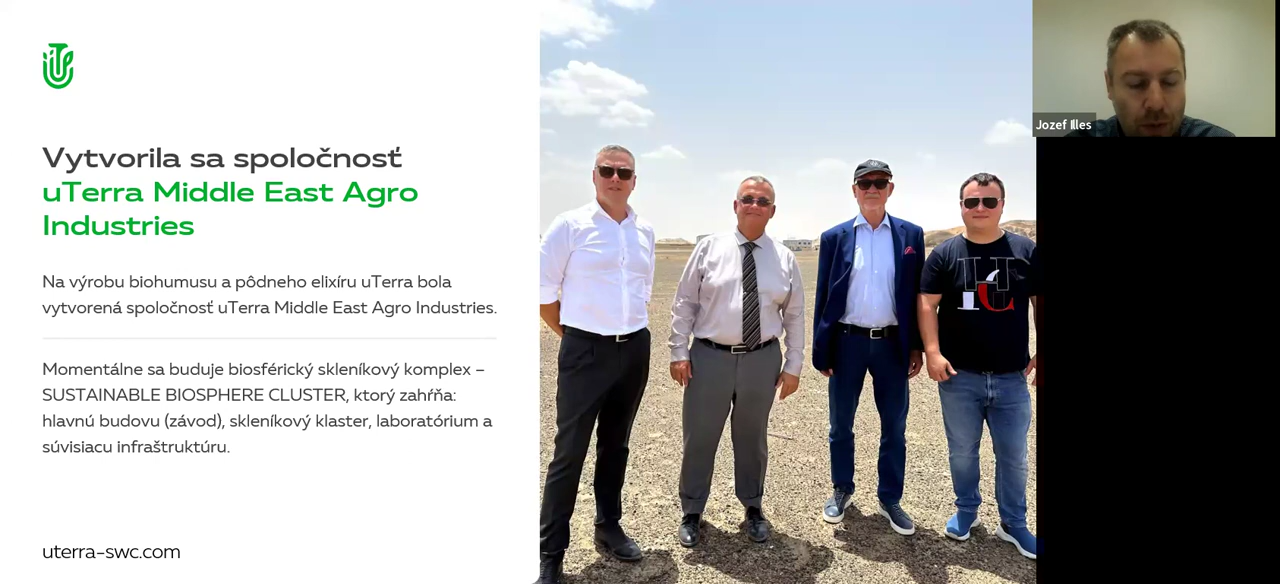 Vytvorila sa spoločnosť
uTerra Middle East Agro
Industries
Na výrobu biohumusu a pôdneho elixíru uTerra bola
vytvorená spoločnosť uTerra Middle East Agro Industries.
Momentálne sa buduje biosférický skleníkový komplex –
SUSTAINABLE BIOSPHERE CLUSTER, ktorý zahŕňa:
hlavnú budovu (závod), skleníkový klaster, laboratórium a
súvisiacu infraštruktúru.
uterra-swc.com
Jozef Illes